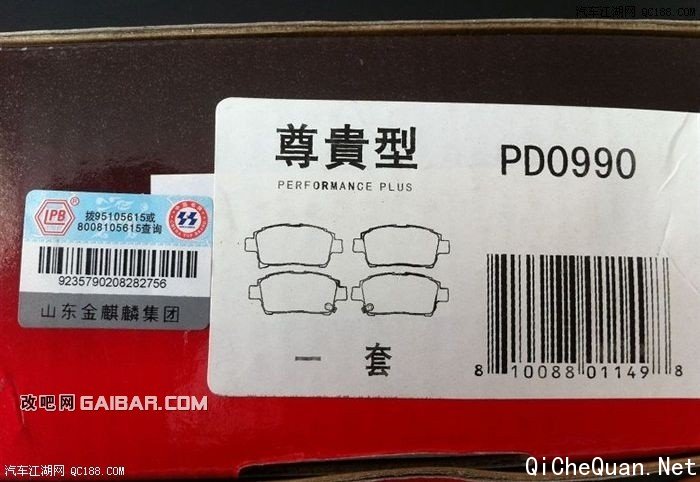 汽车江湖网 QC188.COM
尊貴型
PERFORMANCE PLUS
PD0990
LPB
®
拨95105615或
8008105615查询
9235790208282756
山东金麒麟集团
一 套
8 10088 01149 8
改吧网 GAIBAR.COM
汽车江湖网 QC188.COM
QiCheQuan.Net